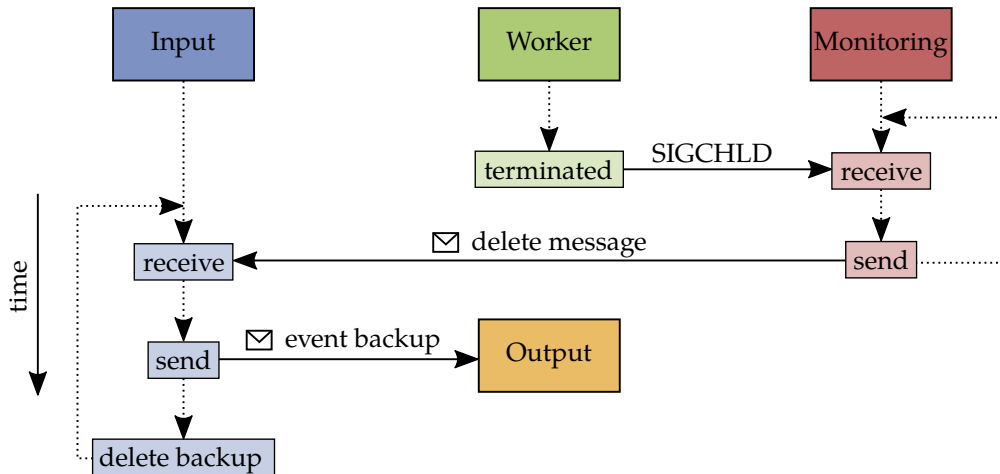 Input
Worker
Monitoring
SIGCHLD
terminated
receive
delete message
receive
send
time
event backup
send
Output
delete backup